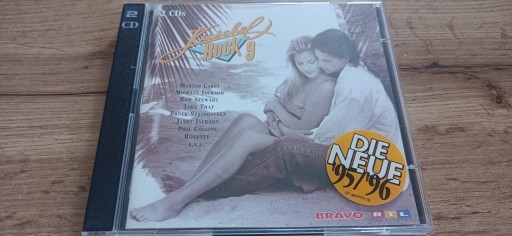 2
CD
2 CDs
Kuschel
ROCK 9
MARIAH CAREY
MICHAEL JACKSON
ROD STEWART
TAKE THAT
BRUCE SPRINGSTEEN
JANET JACKSON
PHIL COLLINS
ROXETTE
U.V.A.
DIE
NEUE
'95/'96
BRAVO RTL